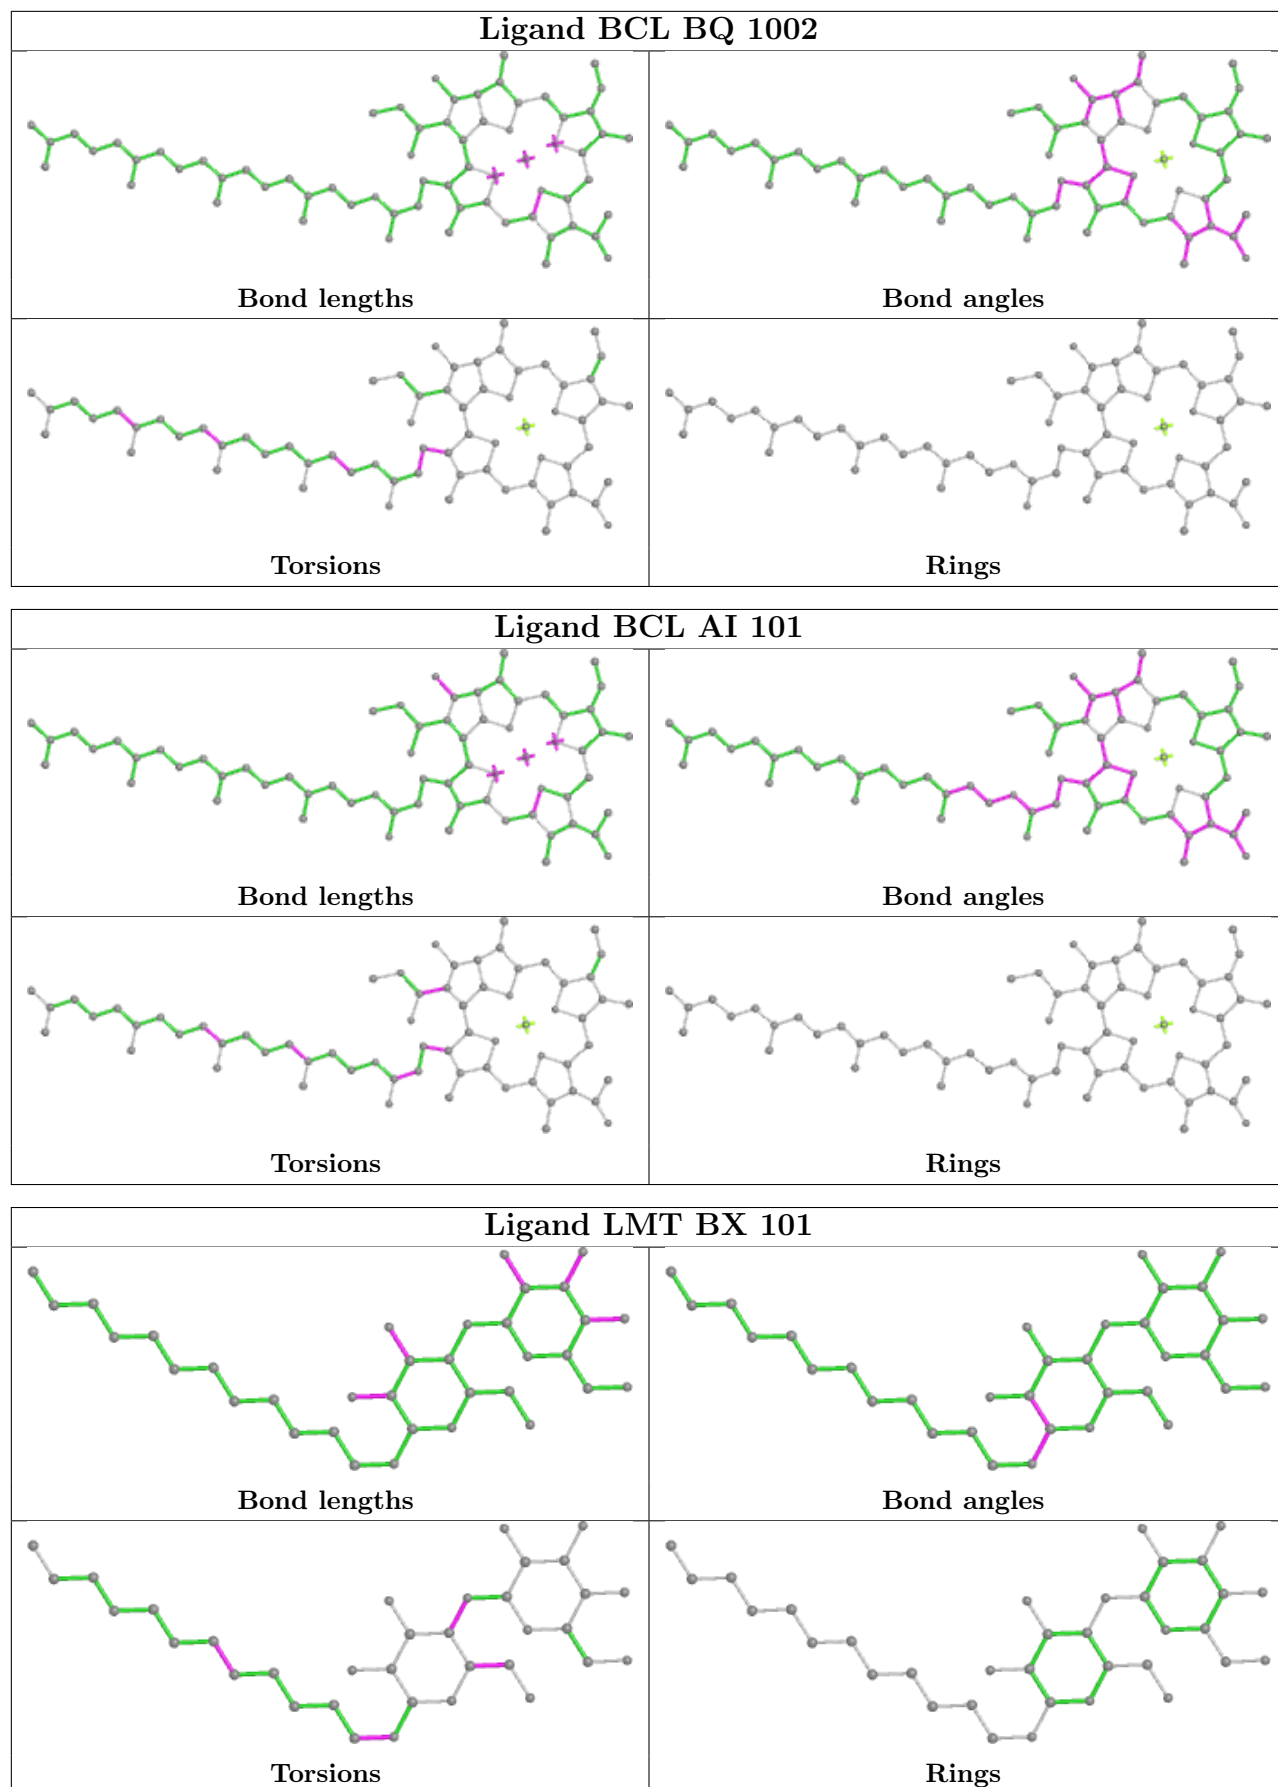 Ligand BCL BQ 1002
Bond lengths
Bond angles
Torsions
Rings
Ligand BCL AI 101
Bond lengths
Bond angles
Torsions
Rings
Ligand LMT BX 101
Bond lengths
Bond angles
Torsions
Rings